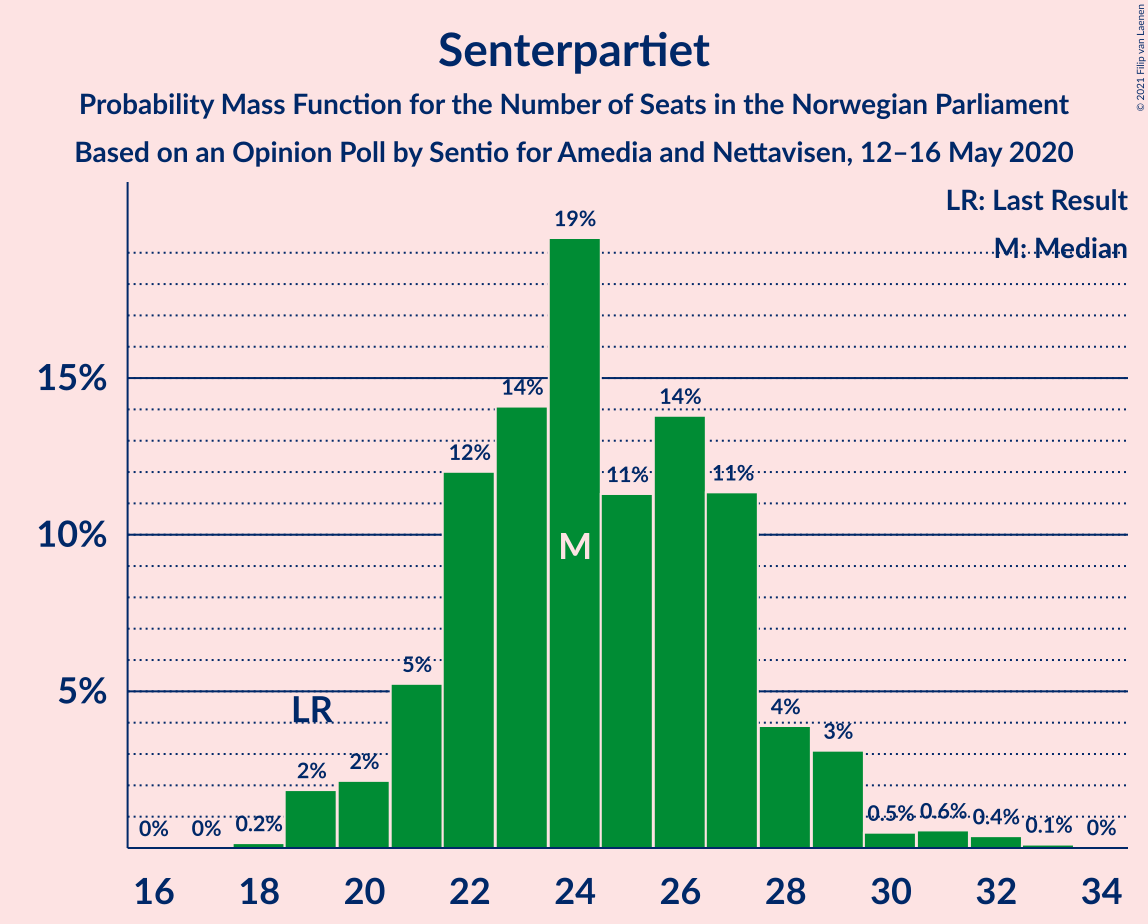 Senterpartiet
Probability Mass Function for the Number of Seats in the Norwegian Parliament
Based on an Opinion Poll by Sentio for Amedia and Nettavisen, 12–16 May 2020
© 2021 Filip van Laenen
LR: Last Result
M: Median
15%
10%
5%
0%
0%
0.2%
2%
2%
5%
12%
14%
19%
11%
14%
11%
4%
3%
0.5%
0.6%
0.4%
0.1%
0%
LR
M
16 18 20 22 24 26 28 30 32 34